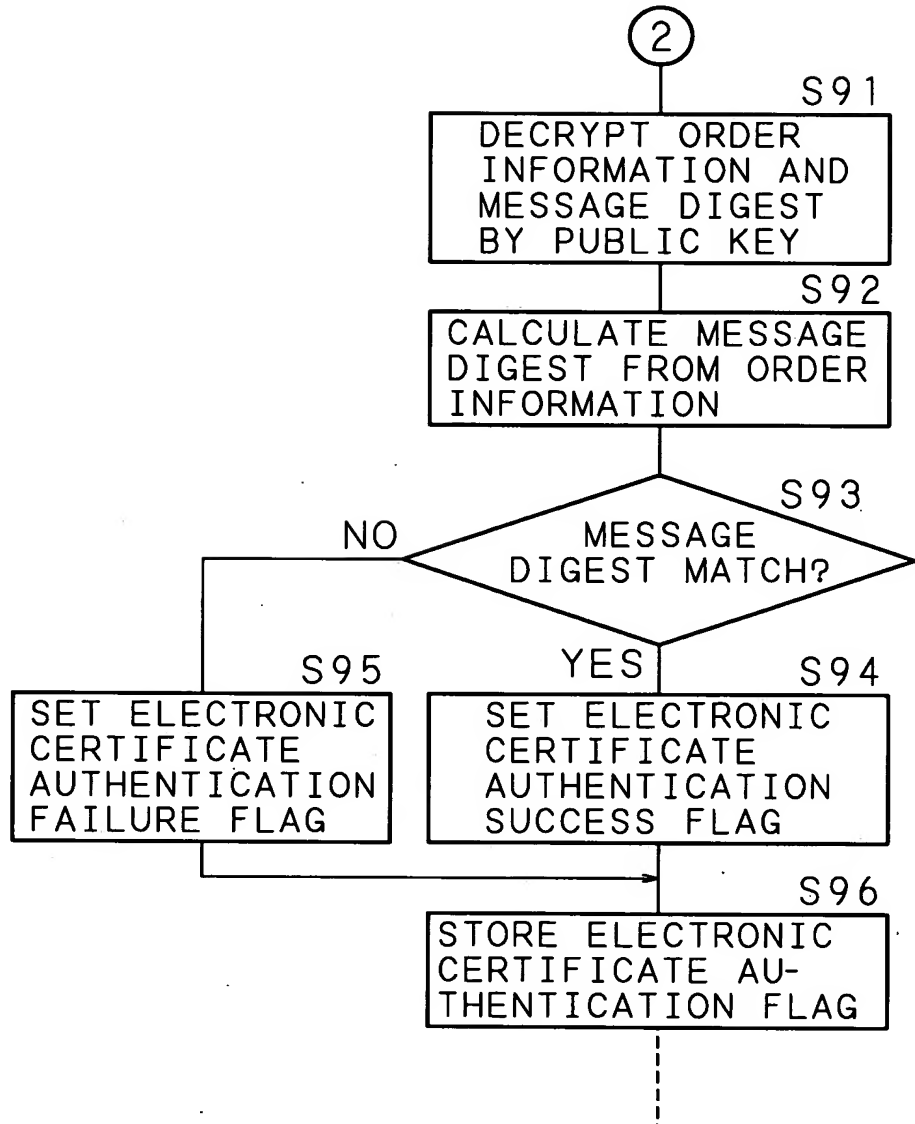 2
S91
DECRYPT ORDER
INFORMATION AND
MESSAGE DIGEST
BY PUBLIC KEY
S92
CALCULATE MESSAGE
DIGEST FROM ORDER
INFORMATION
S93
MESSAGE
DIGEST MATCH?
NO
YES
S95
SET ELECTRONIC
CERTIFICATE
AUTHENTICATION
FAILURE FLAG
S94
SET ELECTRONIC
CERTIFICATE
AUTHENTICATION
SUCCESS FLAG
S96
STORE ELECTRONIC
CERTIFICATE AU-
THENTICATION FLAG